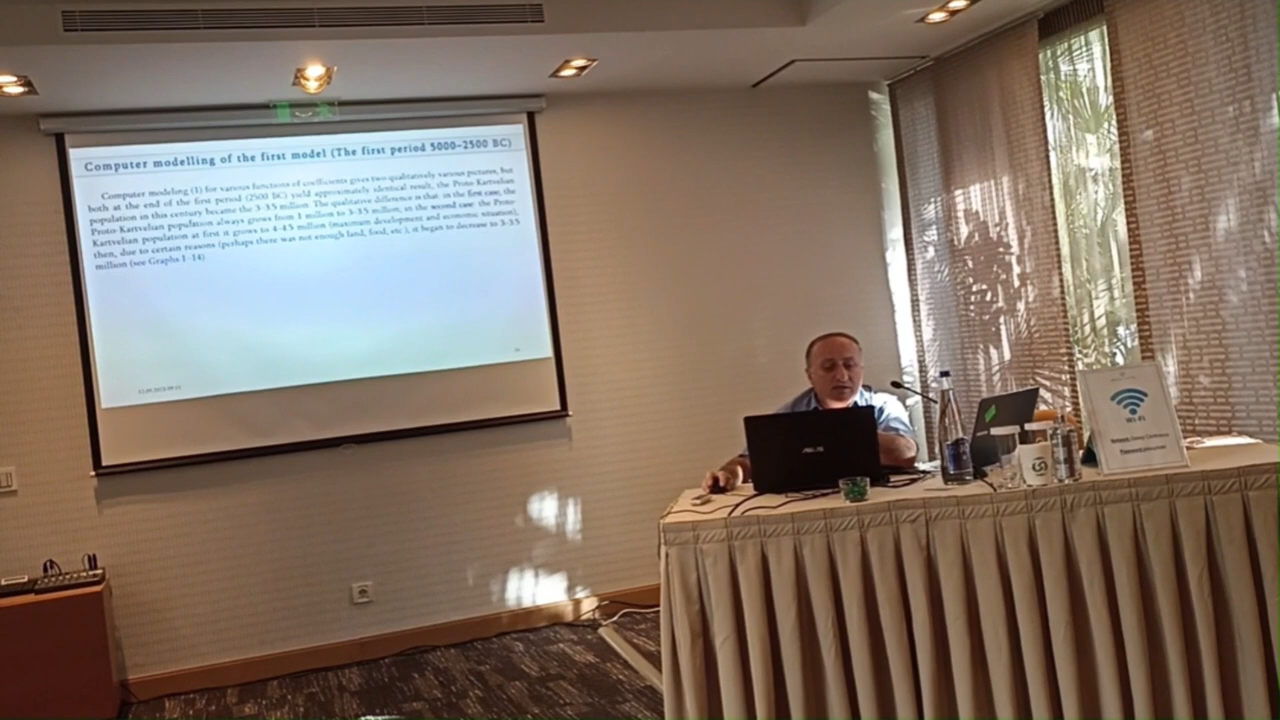 Computer modelling of the first model (The first period 5000–2500 BC)
Computer modeling (1) for various functions of coefficients gives two qualitatively various pictures, but
both at the end of the first period (2500 BC) yield approximately identical result, the Proto-Kartvelian
population in this century became the 3-3.5 million. The qualitative difference is that: in the first case, the
Proto-Kartvelian population always grows from 1 million to 3-3.5 million, in the second case: the Proto-
Kartvelian population at first it grows to 4-4.5 million (maximum development and economic situation),
then, due to certain reasons (perhaps there was not enough land, food, etc.), it began to decrease to 3-3.5
million (see Graphs 1-14).
ASUS
Wi-Fi